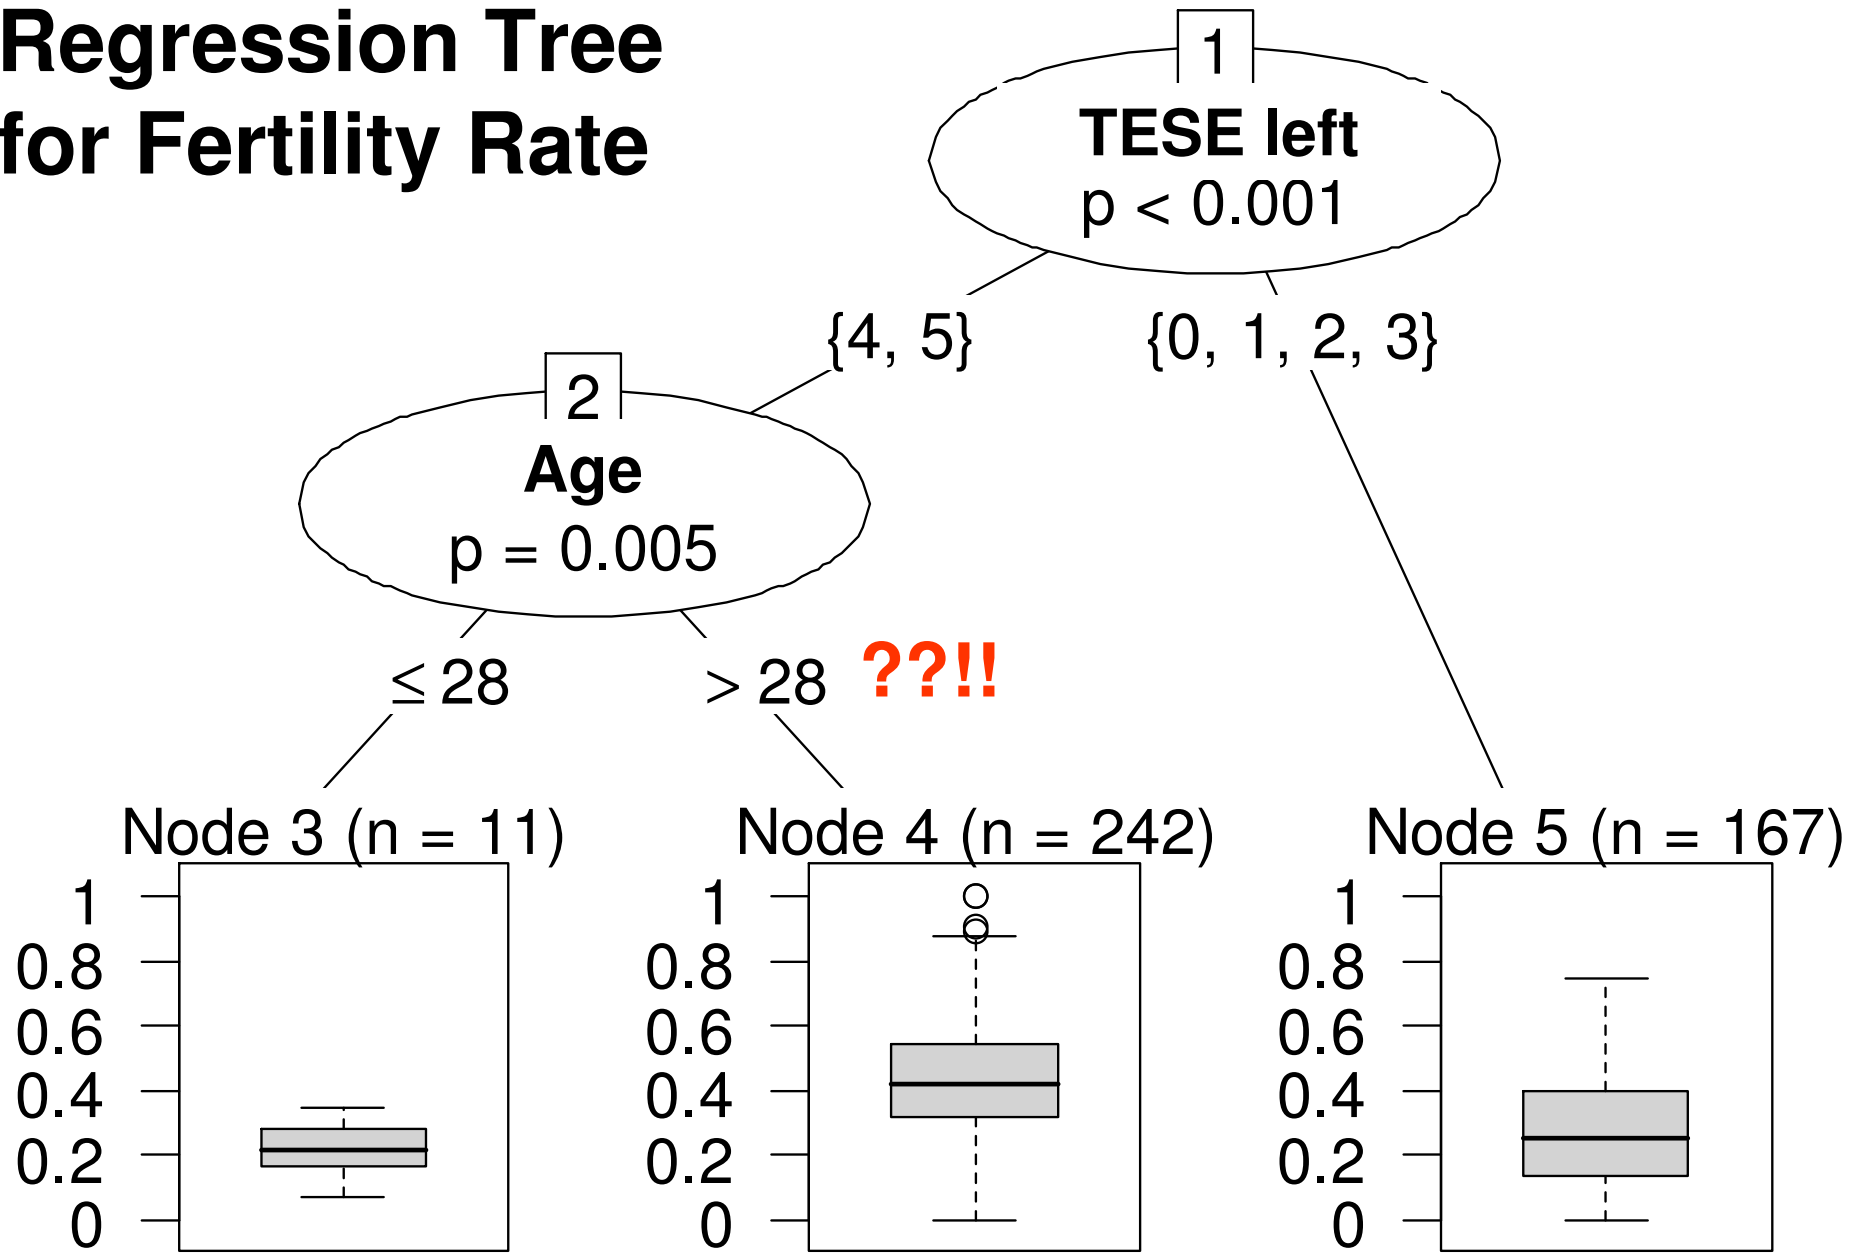 Regression Tree
for Fertility Rate
1
TESE left
p < 0.001
{4, 5}
{0, 1, 2, 3}
2
Age
p = 0.005
≤ 28
> 28
??!!
Node 3 (n = 11)
1
0.8
0.6
0.4
0.2
0
Node 4 (n = 242)
1
0.8
0.6
0.4
0.2
0
Node 5 (n = 167)
1
0.8
0.6
0.4
0.2
0